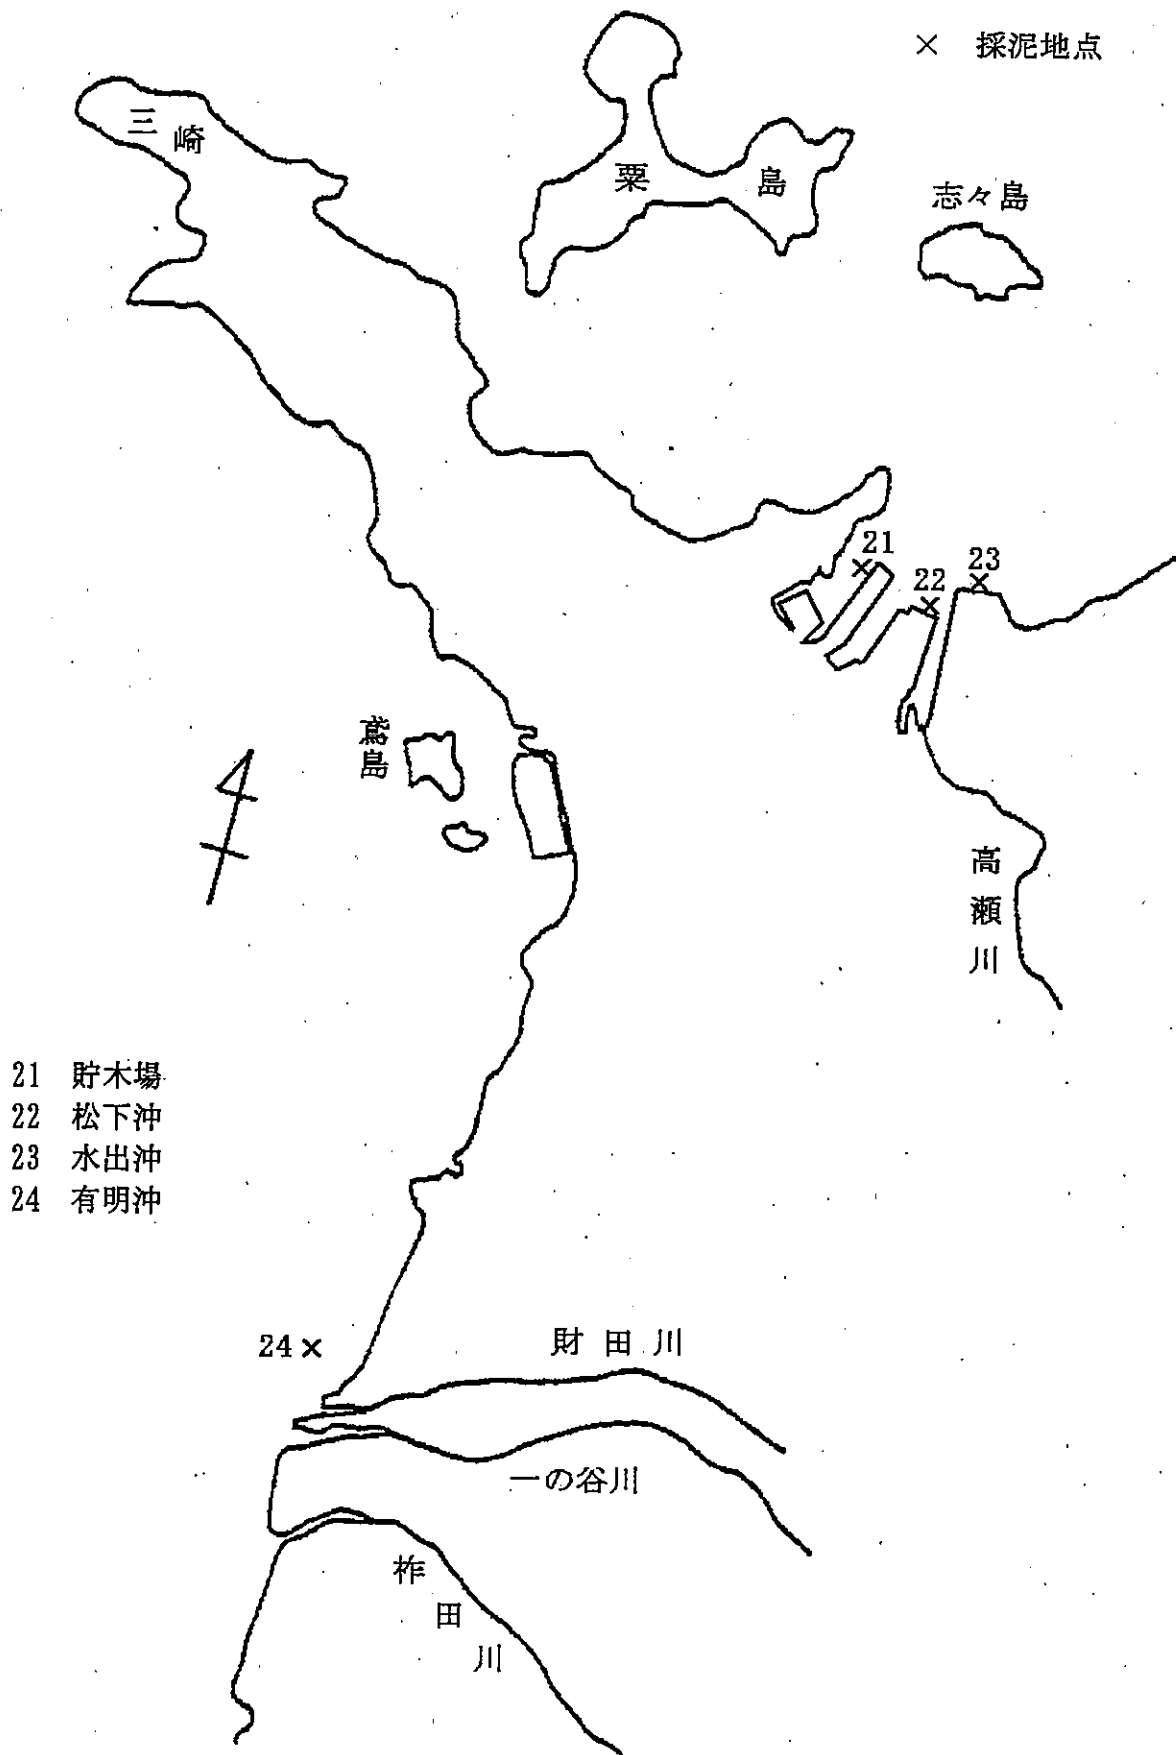 × 採泥地点
三崎
粟島
志々島
21
22
23
鳶島
高瀬川
21 貯木場
22 松下沖
23 水出沖
24 有明沖
24 ×
財田川
一の谷川
柞田川